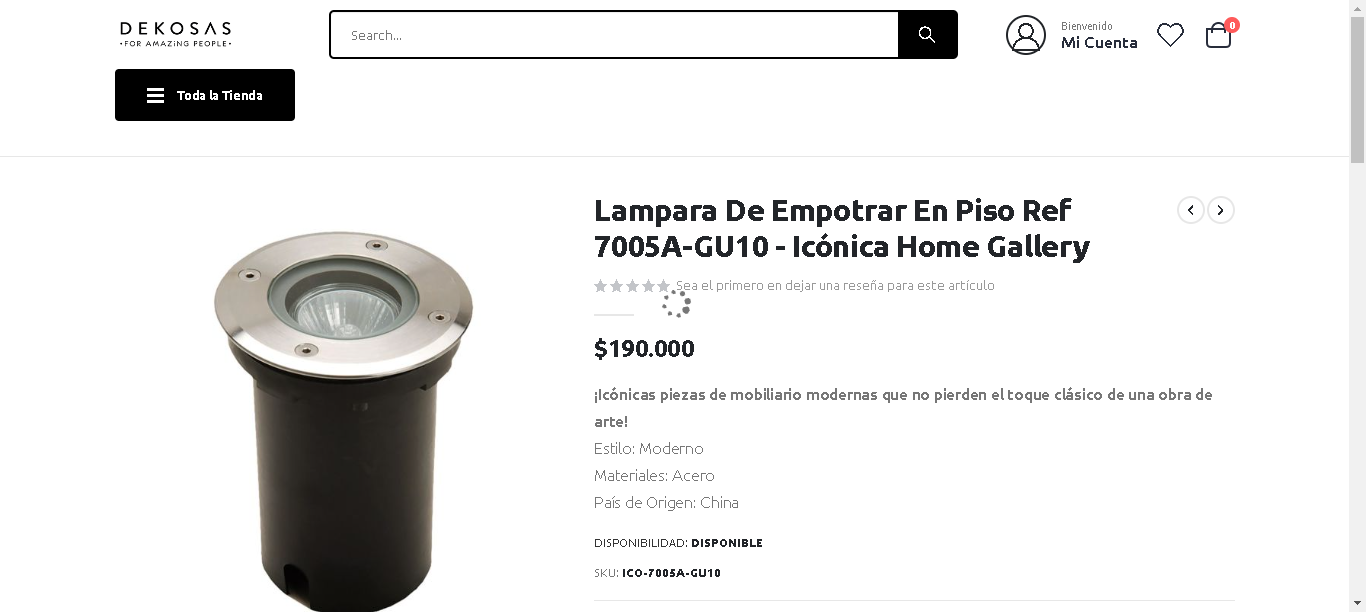 DEKOSAS
•FOR AMAZING PEOPLE•
Search...
Bienvenido
Mi Cuenta
0
Toda la Tienda
Lampara De Empotrar En Piso Ref
7005A-GU10 - Icónica Home Gallery
Sea el primero en dejar una reseña para este artículo
$190.000
¡Icónicas piezas de mobiliario modernas que no pierden el toque clásico de una obra de
arte!
Estilo: Moderno
Materiales: Acero
País de Origen: China
DISPONIBILIDAD: DISPONIBLE
SKU: ICO-7005A-GU10